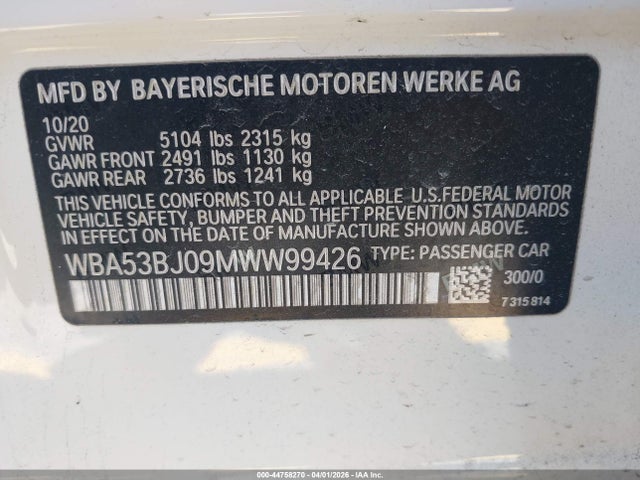 MFD BY BAYERISCHE MOTOREN WERKE AG
10/20
GVWR 5104 lbs 2315 kg
GAWR FRONT 2491 lbs 1130 kg
GAWR REAR 2736 lbs 1241 kg
THIS VEHICLE CONFORMS TO ALL APPLICABLE U.S.FEDERAL MOTOR
VEHICLE SAFETY, BUMPER AND THEFT PREVENTION STANDARDS
IN EFFECT ON THE DATE OF MANUFACTURE SHOWN ABOVE.
WBA53BJ09MWW99426 TYPE: PASSENGER CAR
300/0
7 315 814
000-44758270 - 04/01/2026 - IAAI.COM